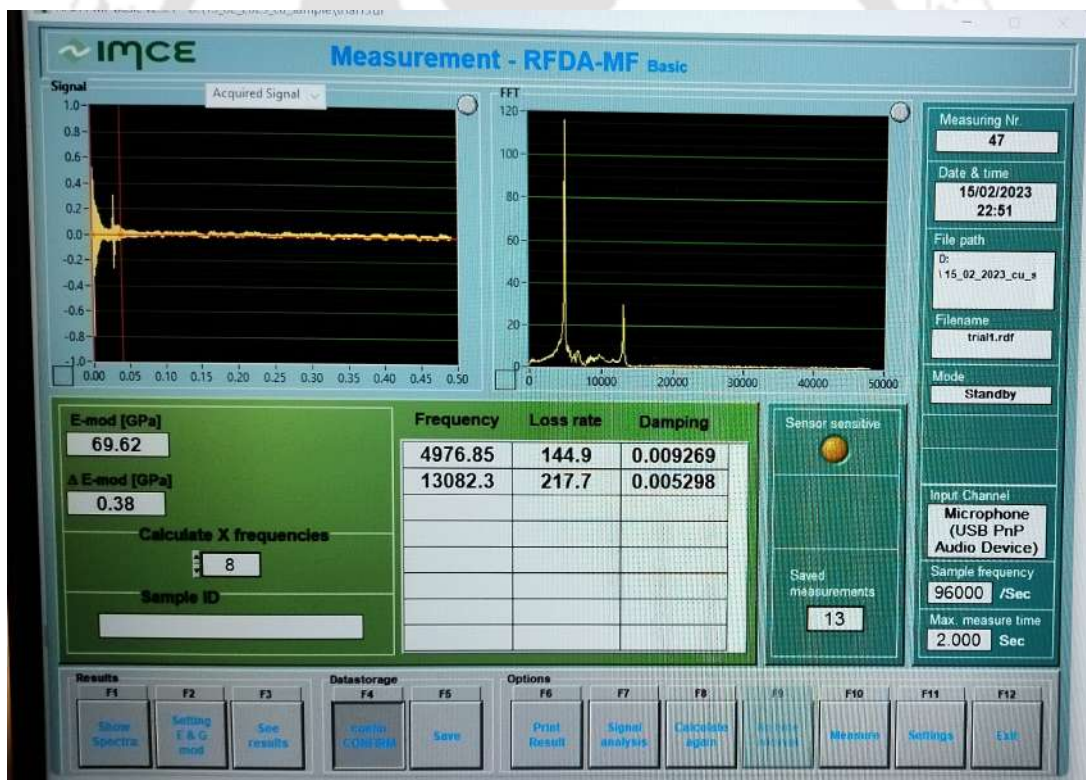 IMCE
Measurement - RFDA-MF Basic
Signal
Acquired Signal
1.0
0.8
0.6
0.4
0.2
0.0
-0.2
-0.4
-0.6
-0.8
-1.0
0.00 0.05 0.10 0.15 0.20 0.25 0.30 0.35 0.40 0.45 0.50
FFT
120
100
80
60
40
20
0
0 10000 20000 30000 40000 50000
Measuring Nr.
47
Date & time
15/02/2023
22:51
File path
D:
\15_02_2023_cu_s
Filename
trial1.rdf
Mode
Standby
E-mod [GPa]
69.62
Δ E-mod [GPa]
0.38
Calculate X frequencies
8
Sample ID
Frequency Loss rate Damping
4976.85 144.9 0.009269
13082.3 217.7 0.005298
Sensor sensitive
Saved
measurements
13
Input Channel
Microphone
(USB PnP
Audio Device)
Sample frequency
96000 /Sec
Max. measure time
2.000 Sec
Results
Datastorage
Options
F1 F2 F3 F4 F5 F6 F7 F8 F9 F10 F11 F12
Show
Spectra
Setting
E & G
mod
See
results
CONFIRM
Save
Print
Result
Signal
analysis
Calculate
again
Measure
Settings
Exit